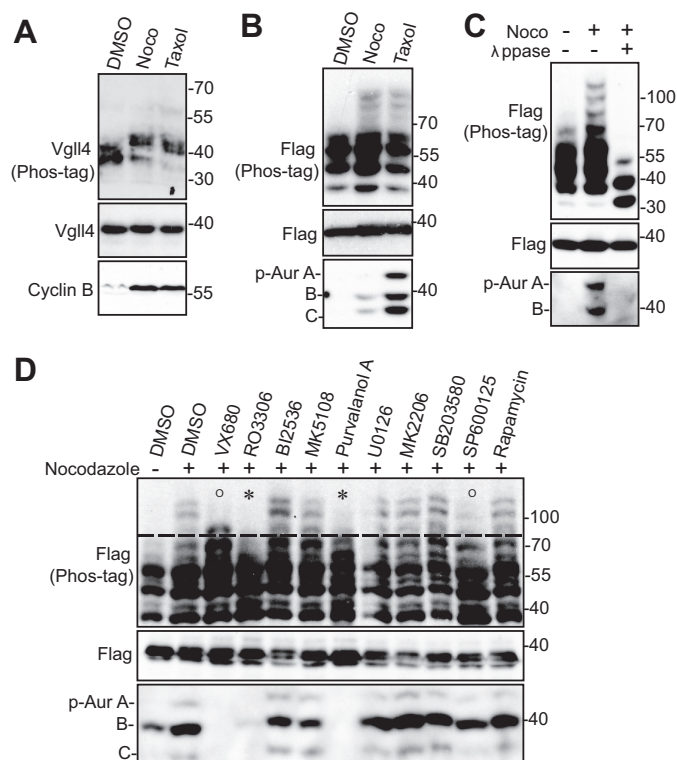 A
DMSO
Noco
Taxol
-70
-55
Vgll4
(Phos-tag)
-40
-30
Vgll4
-40
Cyclin B
-55
B
DMSO
Noco
Taxol
Flag
(Phos-tag)
-70
-55
-40
Flag
-40
p-Aur A-
B-
C-
-40
C
Noco - + +
λ ppase - - +
Flag
(Phos-tag)
-100
-70
-55
-40
-30
Flag
-40
p-Aur A-
B-
-40
D
DMSO
DMSO
VX680
RO3306
BI2536
MK5108
Purvalanol A
U0126
MK2206
SB203580
SP600125
Rapamycin
Nocodazole - + + + + + + + + + + +
o * * o
Flag
(Phos-tag)
-100
-70
-55
-40
Flag
-40
p-Aur A-
B-
C-
-40